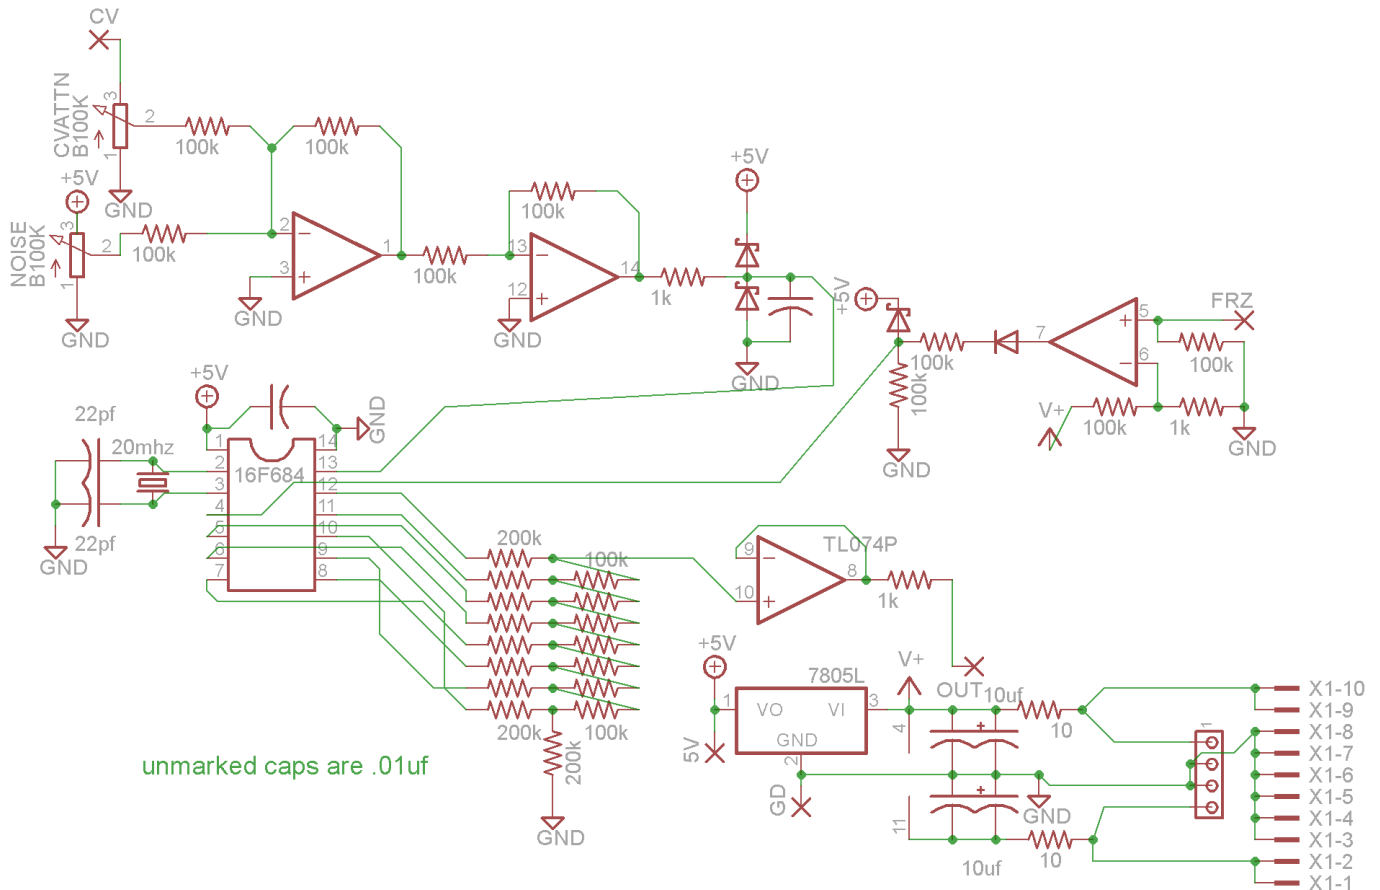 CV
CVATTN
B100K
3
2
1
100k
100k
+5V
GND
NOISE
B100K
3
2
1
100k
GND
2
3
1
GND
100k
13
12
14
100k
GND
1k
+5V
GND
+5V
100k
100k
GND
7
5
6
FRZ
100k
V+
100k
1k
GND
+5V
GND
22pf
20mhz
22pf
GND
16F684
1
2
3
4
5
6
7
14
13
12
11
10
9
8
200k
100k
200k
100k
200k
GND
9
10
8
TL074P
1k
OUT
+5V
7805L
1
VO
VI
3
GND
2
5V
GD
V+
4
11
10uf
10
GND
10uf
10
1
X1-10
X1-9
X1-8
X1-7
X1-6
X1-5
X1-4
X1-3
X1-2
X1-1
unmarked caps are .01uf